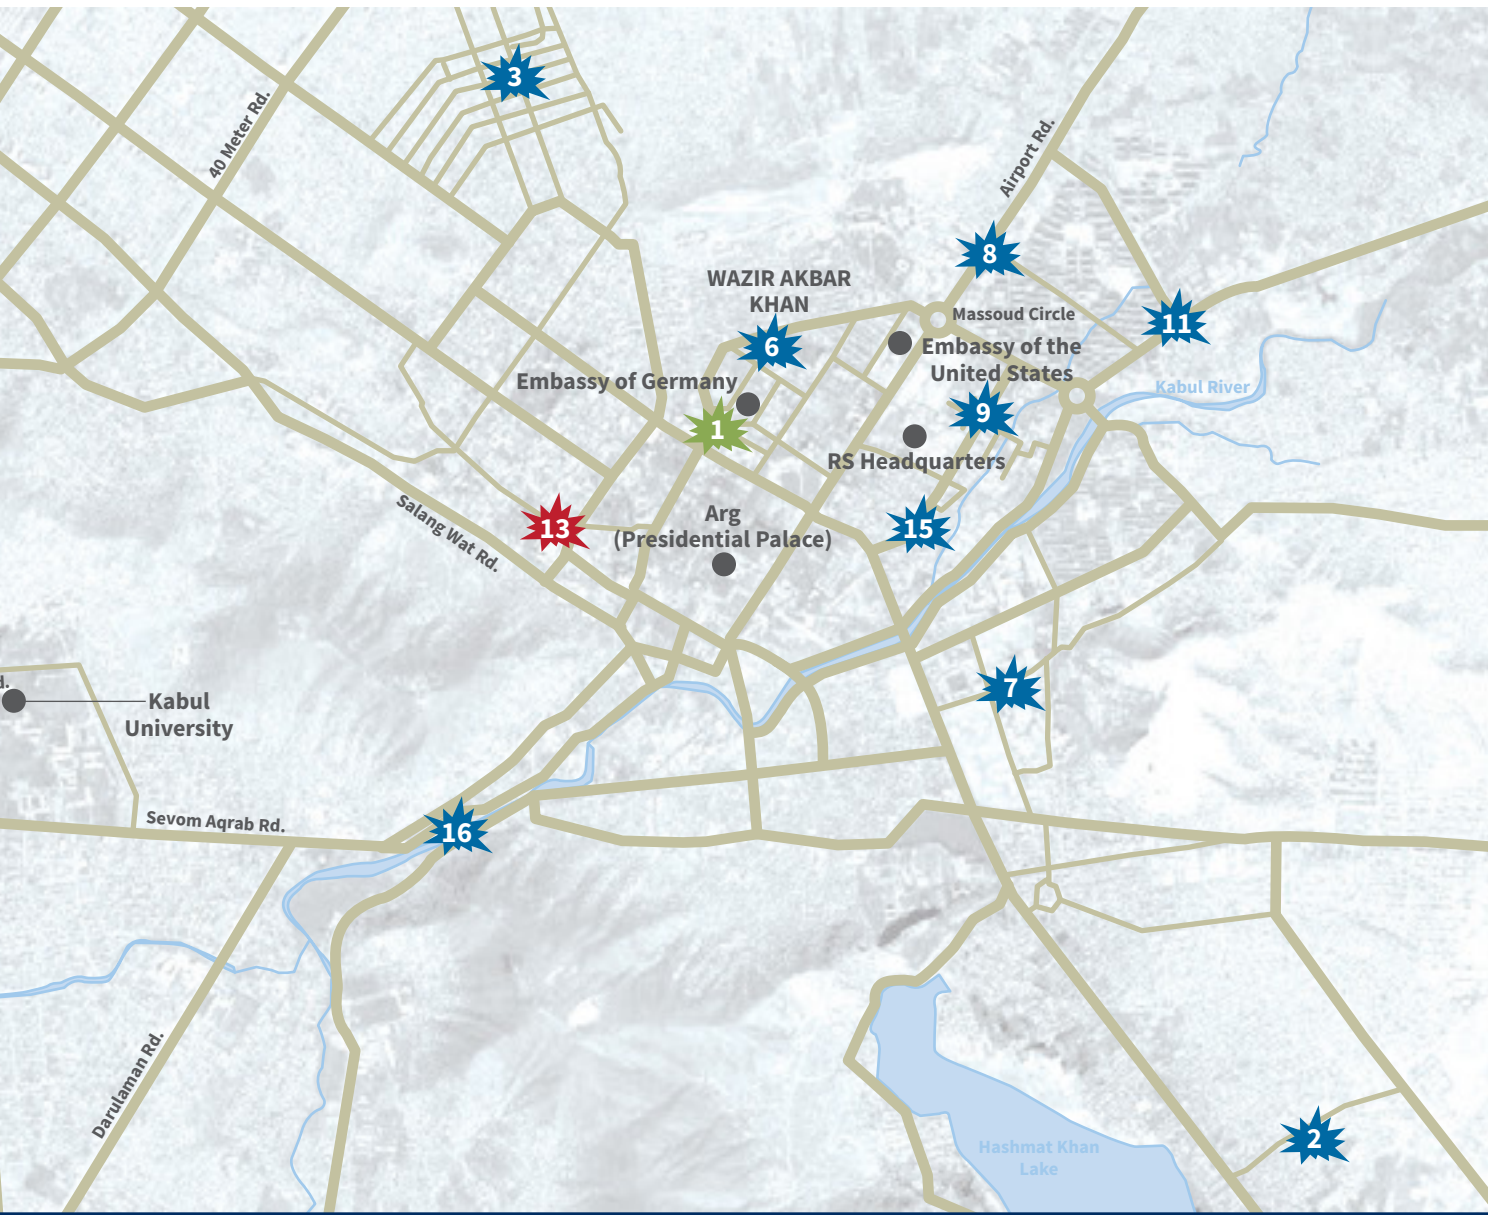 3
40 Meter Rd.
Airport Rd.
8
WAZIR AKBAR
KHAN
Massoud Circle
11
6
Embassy of the
United States
Embassy of Germany
Kabul River
1
9
RS Headquarters
Salang Wat Rd.
13
Arg
(Presidential Palace)
15
d.
Kabul
University
7
Sevom Aqrab Rd.
16
Darulaman Rd.
2
Hashmat Khan
Lake